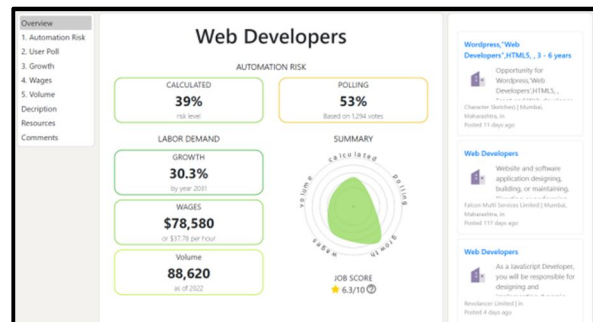 Overview
1. Automation Risk
2. User Poll
3. Growth
4. Wages
5. Volume
Decription
Resources
Comments
Web Developers
AUTOMATION RISK
CALCULATED
39%
risk level
POLLING
53%
Based on 1,294 votes
LABOR DEMAND
GROWTH
30.3%
by year 2031
WAGES
$78,580
or $37.78 per hour
Volume
88,620
as of 2022
SUMMARY
calculated
polling
growth
wages
volume
JOB SCORE
6.3/10
Wordpress,"Web
Developers",HTML5, , 3 - 6 years
Opportunity for
Wordpress,'Web
Developers',HTML5, ,
Character Sketches) | Mumbai,
Maharashtra, in
Posted 11 days ago
Web Developers
Website and software
application designing,
building, or maintaining.
Falcon Multi Services Limited | Mumbai,
Maharashtra, in
Posted 117 days ago
Web Developers
As a JavaScript Developer,
you will be responsible for
designing and
Revolancer Limited | in
Posted 4 days ago